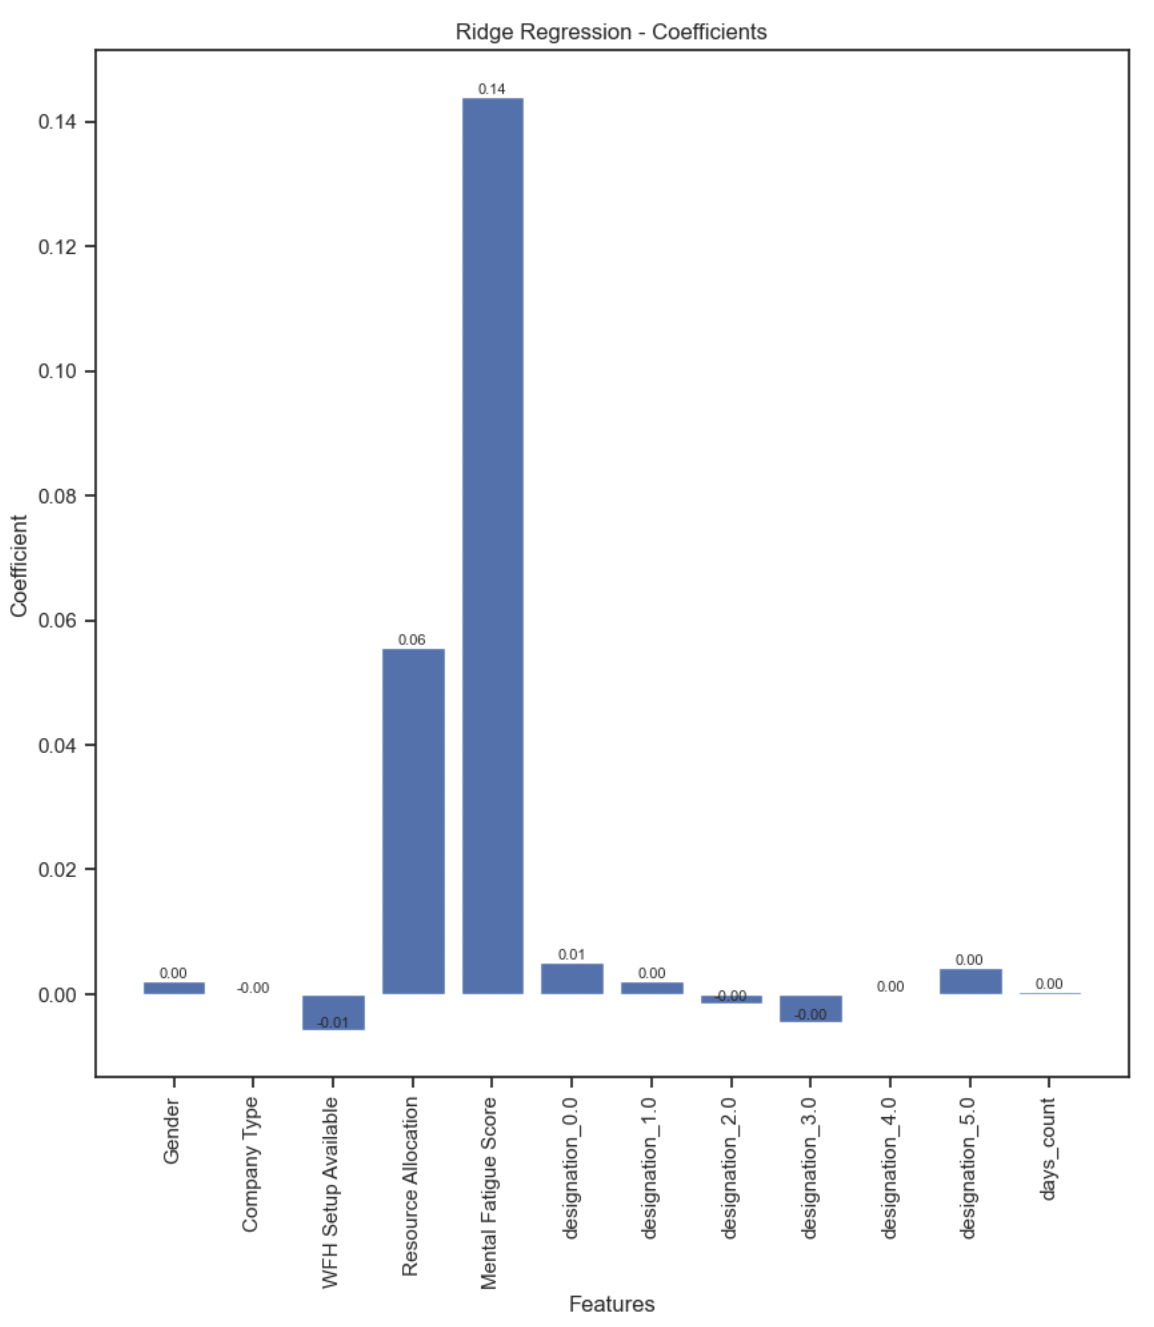 Ridge Regression - Coefficients
0.14
0.14
0.12
0.10
0.08
0.06
0.06
0.04
0.02
0.00
0.00
-0.00
-0.01
0.01
0.00
-0.00
-0.00
0.00
0.00
0.00
Coefficient
Gender
Company Type
WFH Setup Available
Resource Allocation
Mental Fatigue Score
designation_0.0
designation_1.0
designation_2.0
designation_3.0
designation_4.0
designation_5.0
days_count
Features